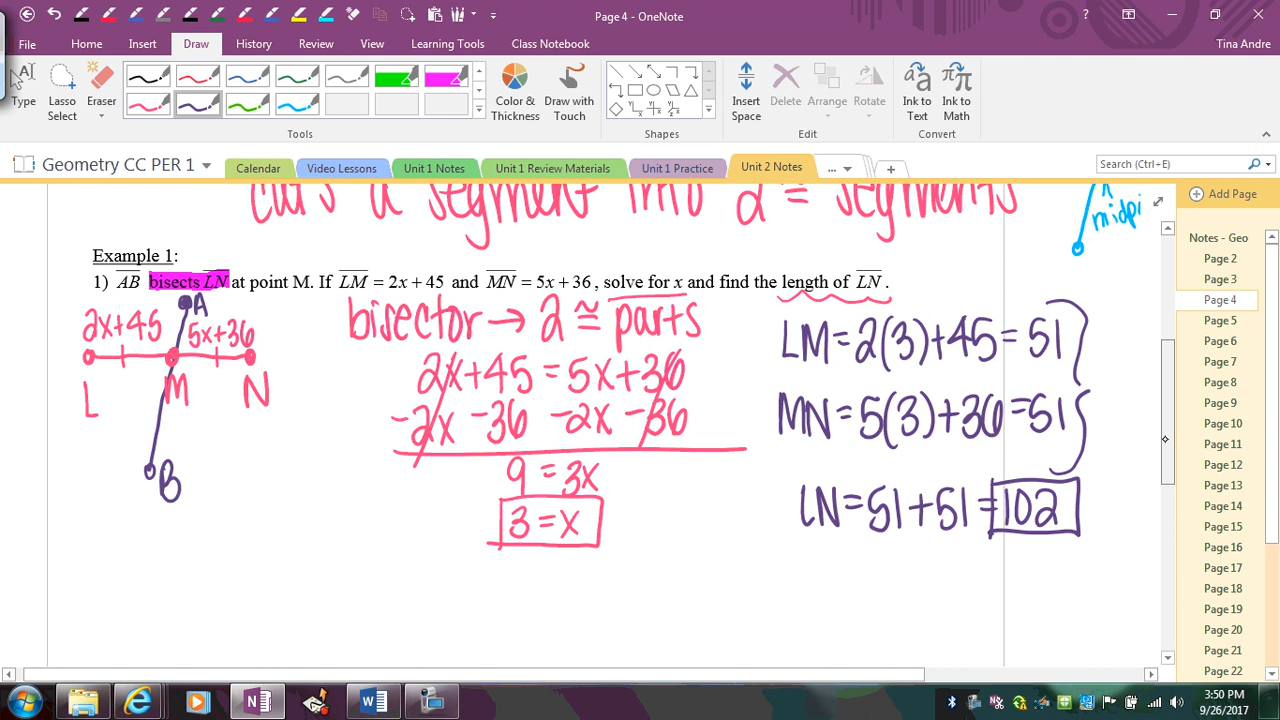 Page 4 - OneNote
File Home Insert Draw History Review View Learning Tools Class Notebook Tina Andre
Type Lasso Select Eraser Color & Thickness Draw with Touch Insert Space Delete Arrange Rotate Ink to Text Ink to Math
Tools Shapes Edit Convert
Geometry CC PER 1 Calendar Video Lessons Unit 1 Notes Unit 1 Review Materials Unit 1 Practice Unit 2 Notes ... + Search (Ctrl+E)
cuts a segment into 2 ≅ segments
midpt
Example 1:
1) AB bisects LN at point M. If LM = 2x + 45 and MN = 5x + 36, solve for x and find the length of LN.
A
2x+45 5x+36
L M N
B
bisector → 2 ≅ parts
2x+45 = 5x+36
-2x -36 -2x -36
9 = 3x
3 = x
LM = 2(3)+45 = 51
MN = 5(3)+36 = 51
LN = 51+51 = 102
Add Page
Notes - Geo
Page 2
Page 3
Page 4
Page 5
Page 6
Page 7
Page 8
Page 9
Page 10
Page 11
Page 12
Page 13
Page 14
Page 15
Page 16
Page 17
Page 18
Page 19
Page 20
Page 21
Page 22
3:50 PM
9/26/2017